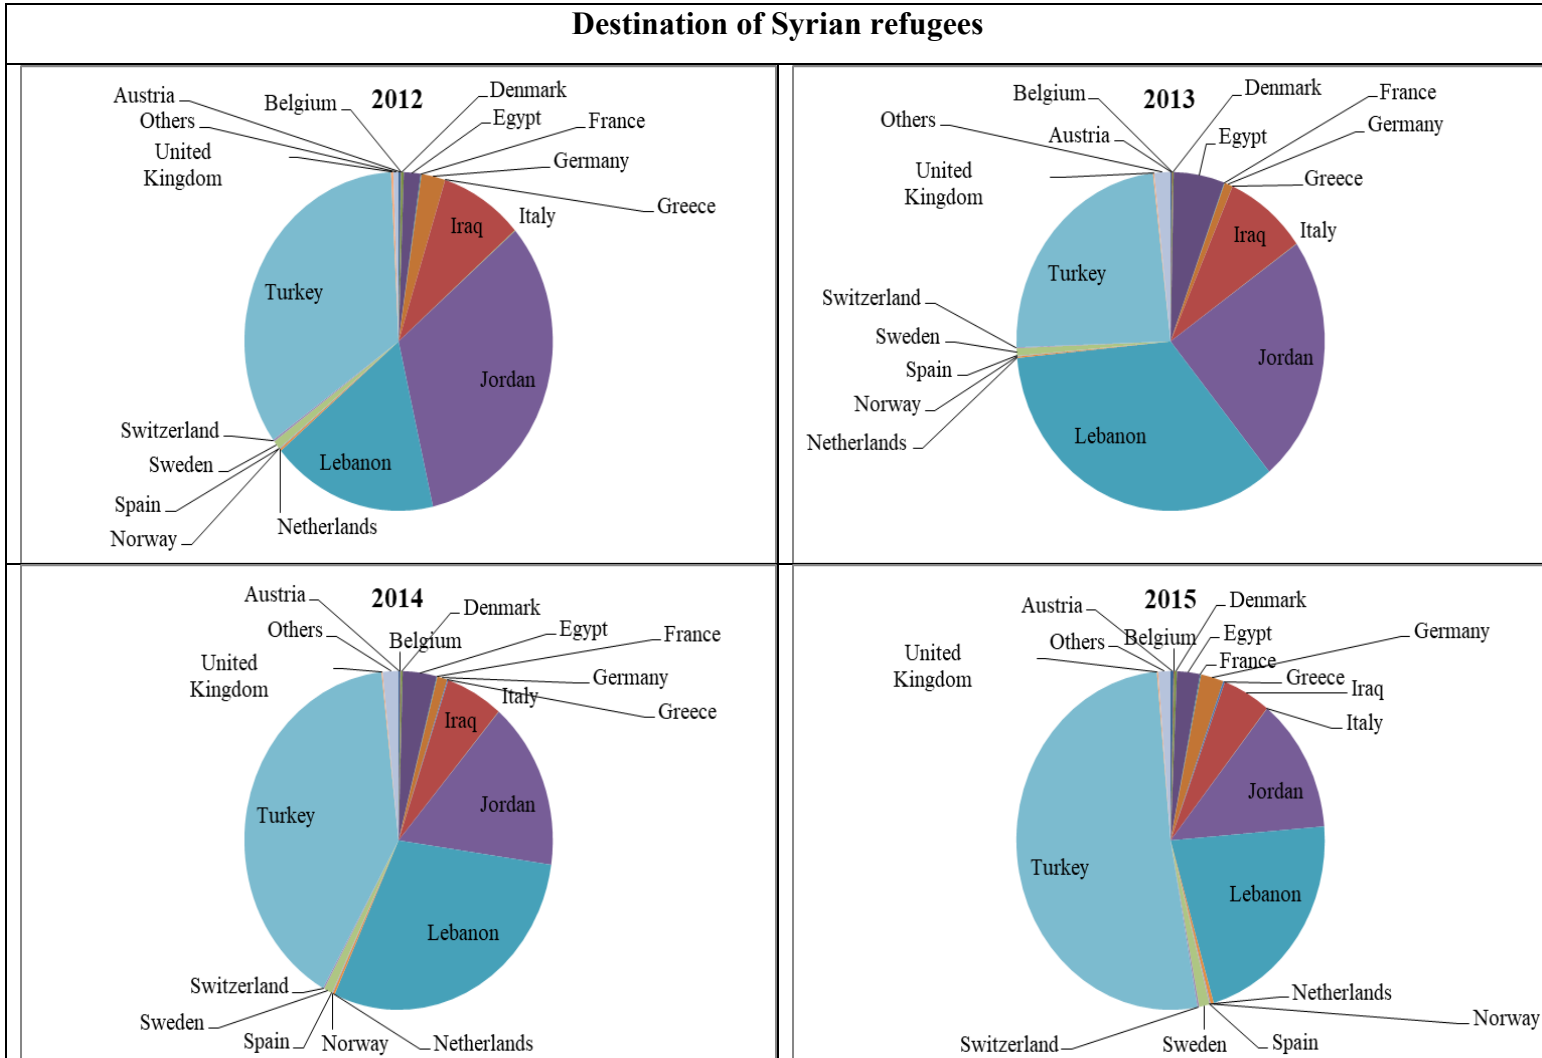 Destination of Syrian refugees
2012
Austria
Belgium
Denmark
Others
Egypt
France
United
Kingdom
Germany
Greece
Italy
Iraq
Turkey
Jordan
Switzerland
Sweden
Lebanon
Spain
Netherlands
Norway
2013
Belgium
Denmark
France
Others
Austria
Egypt
Germany
United
Kingdom
Greece
Italy
Iraq
Turkey
Switzerland
Sweden
Jordan
Spain
Norway
Netherlands
Lebanon
2014
Austria
Denmark
Others
Belgium
Egypt
France
United
Kingdom
Germany
Italy
Greece
Iraq
Turkey
Jordan
Lebanon
Switzerland
Sweden
Spain
Norway
Netherlands
2015
Austria
Denmark
Others
Belgium
Egypt
Germany
United
Kingdom
France
Greece
Iraq
Italy
Jordan
Turkey
Lebanon
Netherlands
Norway
Switzerland
Sweden
Spain